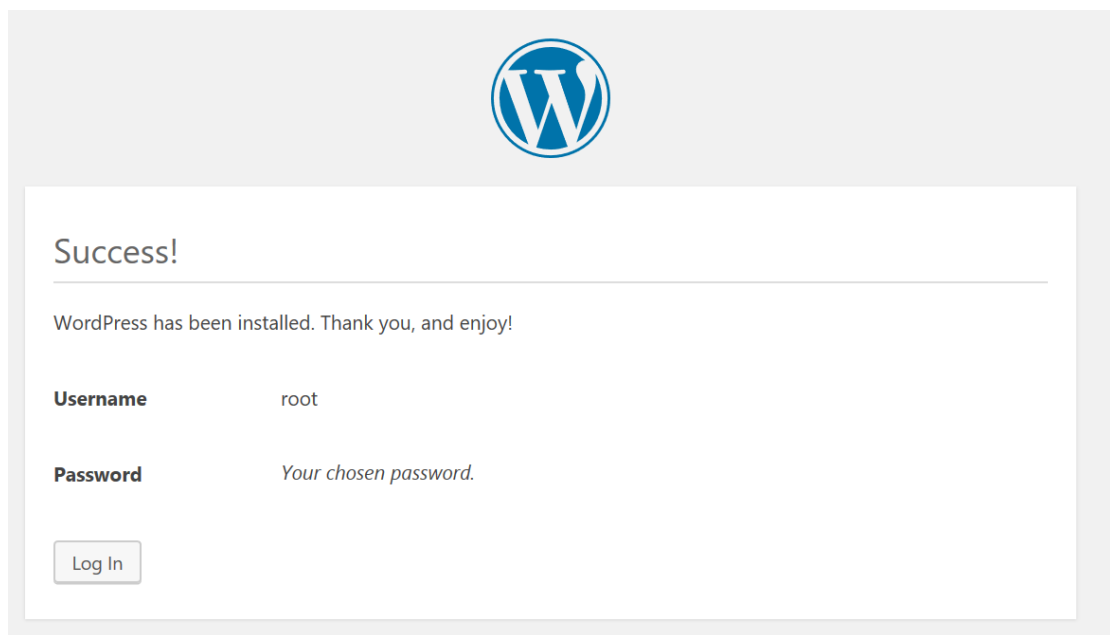 Success!
WordPress has been installed. Thank you, and enjoy!
Username root
Password Your chosen password.
Log In